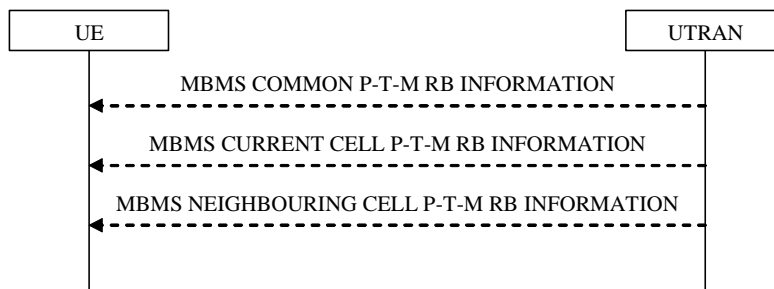 UE
UTRAN
MBMS COMMON P-T-M RB INFORMATION
MBMS CURRENT CELL P-T-M RB INFORMATION
MBMS NEIGHBOURING CELL P-T-M RB INFORMATION